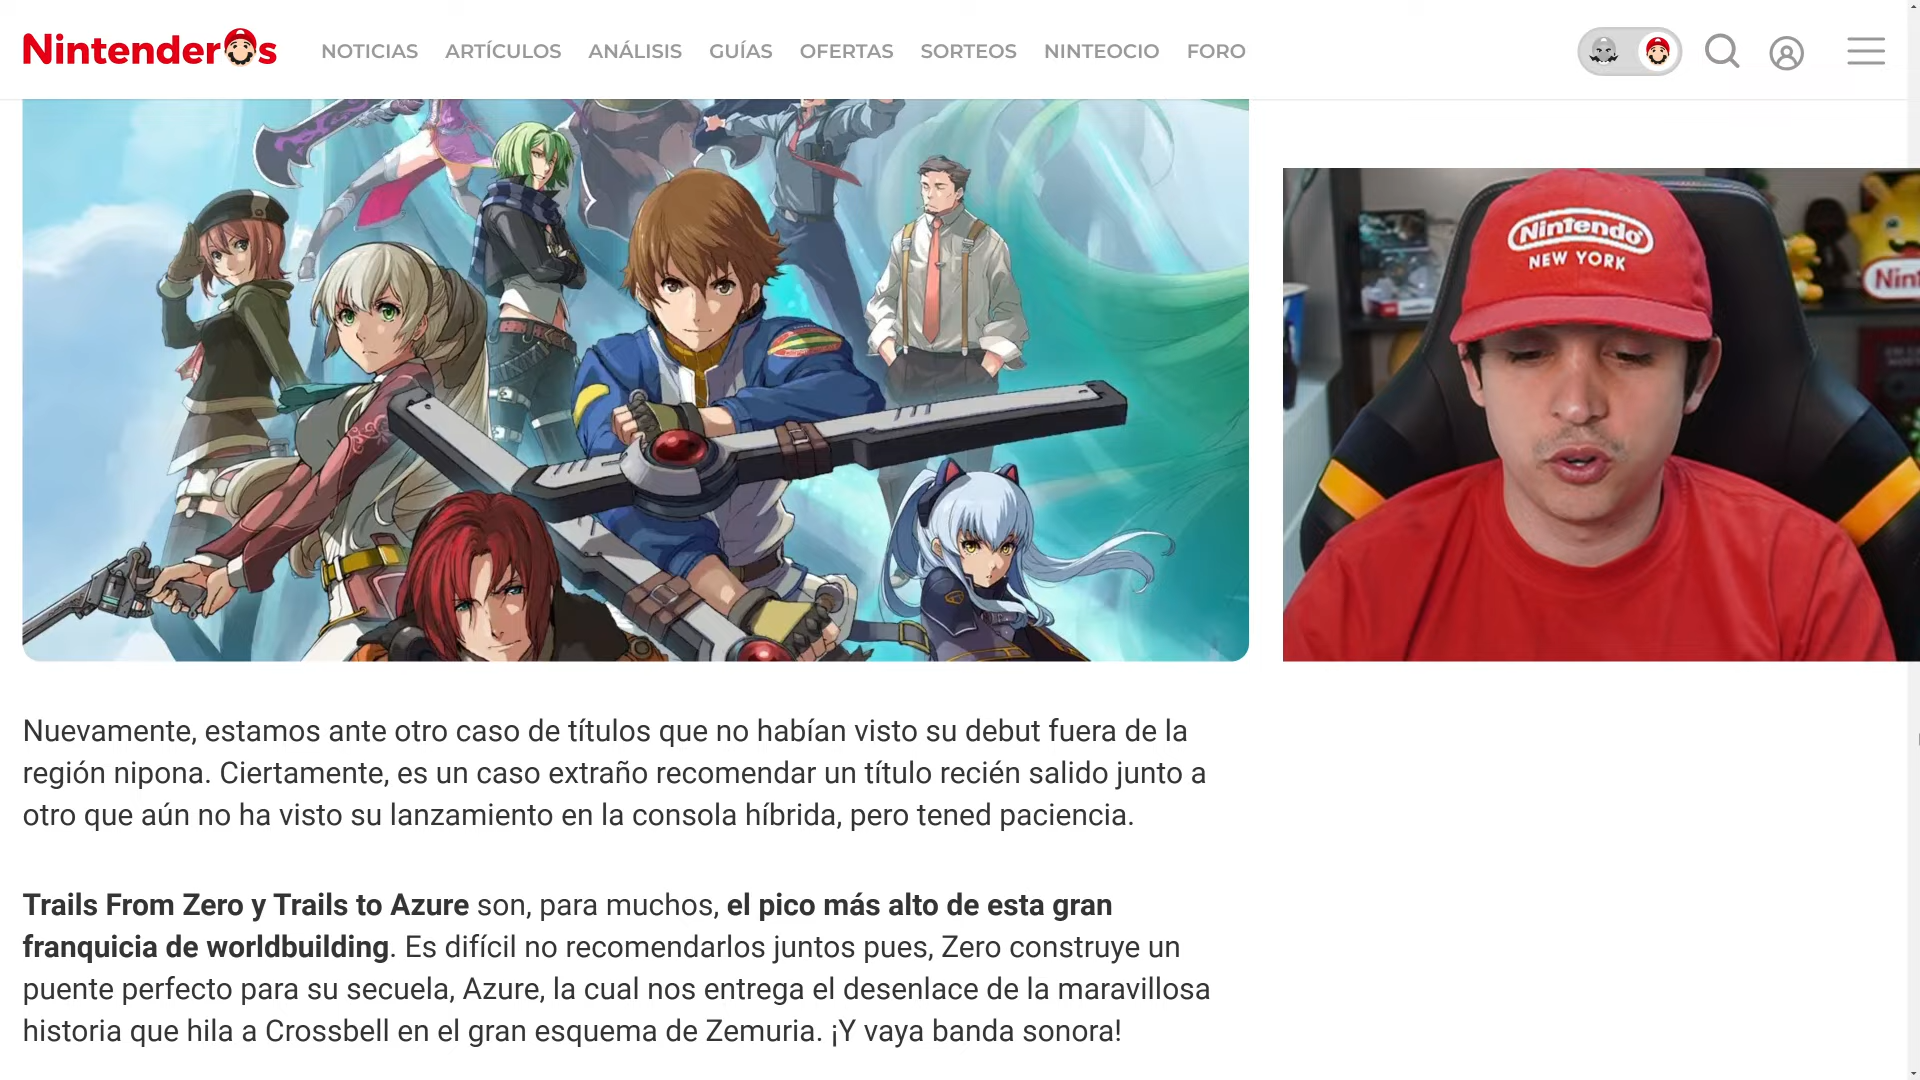 Nintenderos NOTICIAS ARTÍCULOS ANÁLISIS GUÍAS OFERTAS SORTEOS NINTEOCIO FORO
Nintendo
NEW YORK
Nuevamente, estamos ante otro caso de títulos que no habían visto su debut fuera de la
región nipona. Ciertamente, es un caso extraño recomendar un título recién salido junto a
otro que aún no ha visto su lanzamiento en la consola híbrida, pero tened paciencia.
Trails From Zero y Trails to Azure son, para muchos, el pico más alto de esta gran
franquicia de worldbuilding. Es difícil no recomendarlos juntos pues, Zero construye un
puente perfecto para su secuela, Azure, la cual nos entrega el desenlace de la maravillosa
historia que hila a Crossbell en el gran esquema de Zemuria. ¡Y vaya banda sonora!